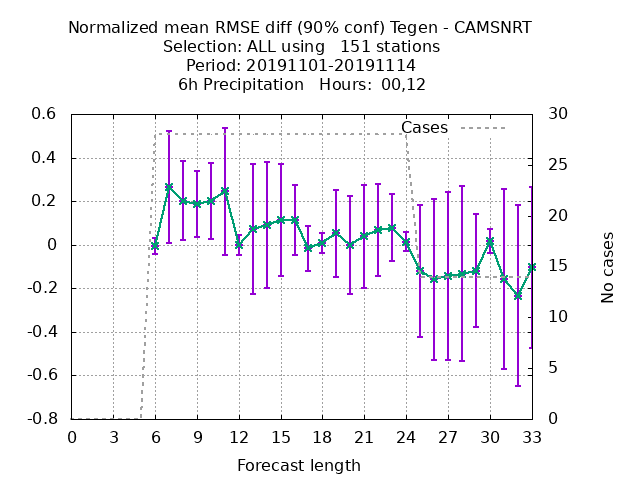 Normalized mean RMSE diff (90% conf) Tegen - CAMSNRT
Selection: ALL using   151 stations
Period: 20191101-20191114
6h Precipitation   Hours:  00,12
Cases
0.6
0.4
0.2
0
-0.2
-0.4
-0.6
-0.8
30
25
20
15
10
5
0
No cases
0 3 6 9 12 15 18 21 24 27 30 33
Forecast length